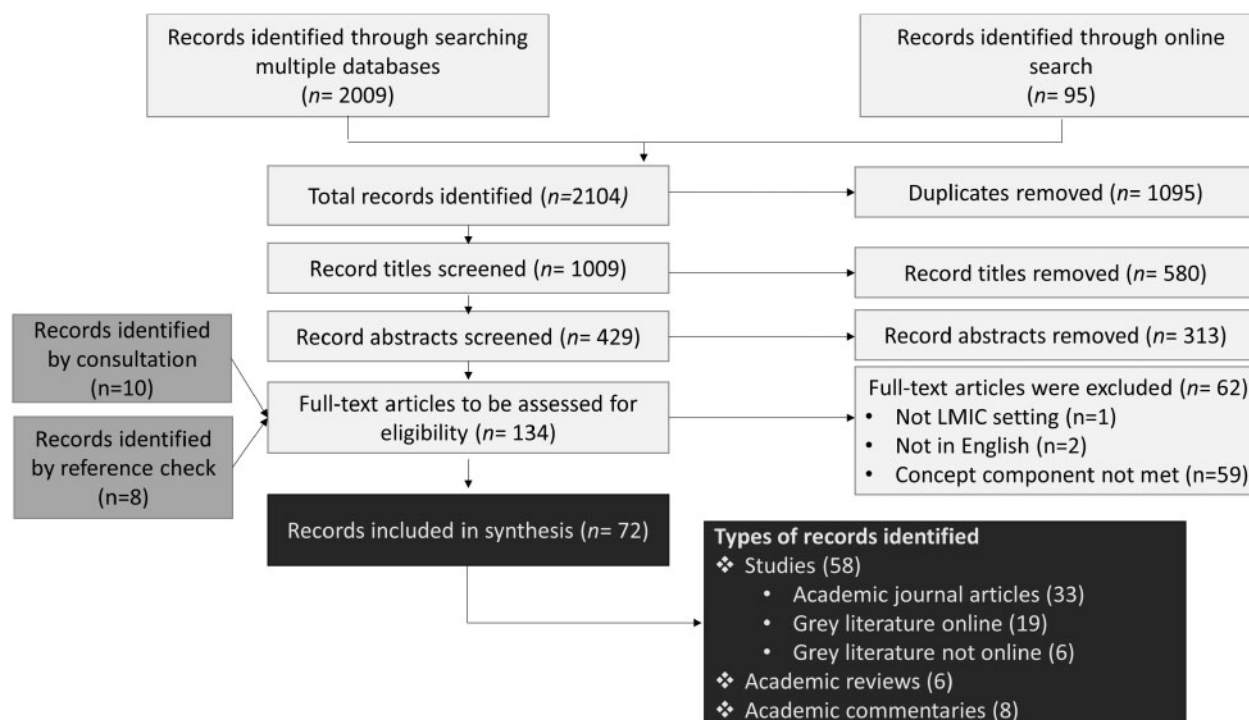 Records identified through searching
multiple databases
(n= 2009)
Records identified through online
search
(n= 95)
Total records identified (n=2104)
Duplicates removed (n= 1095)
Record titles screened (n= 1009)
Record titles removed (n= 580)
Records identified
by consultation
(n=10)
Record abstracts screened (n= 429)
Record abstracts removed (n= 313)
Records identified
by reference check
(n=8)
Full-text articles to be assessed for
eligibility (n= 134)
Full-text articles were excluded (n= 62)
• Not LMIC setting (n=1)
• Not in English (n=2)
• Concept component not met (n=59)
Records included in synthesis (n= 72)
Types of records identified
❖ Studies (58)
• Academic journal articles (33)
• Grey literature online (19)
• Grey literature not online (6)
❖ Academic reviews (6)
❖ Academic commentaries (8)